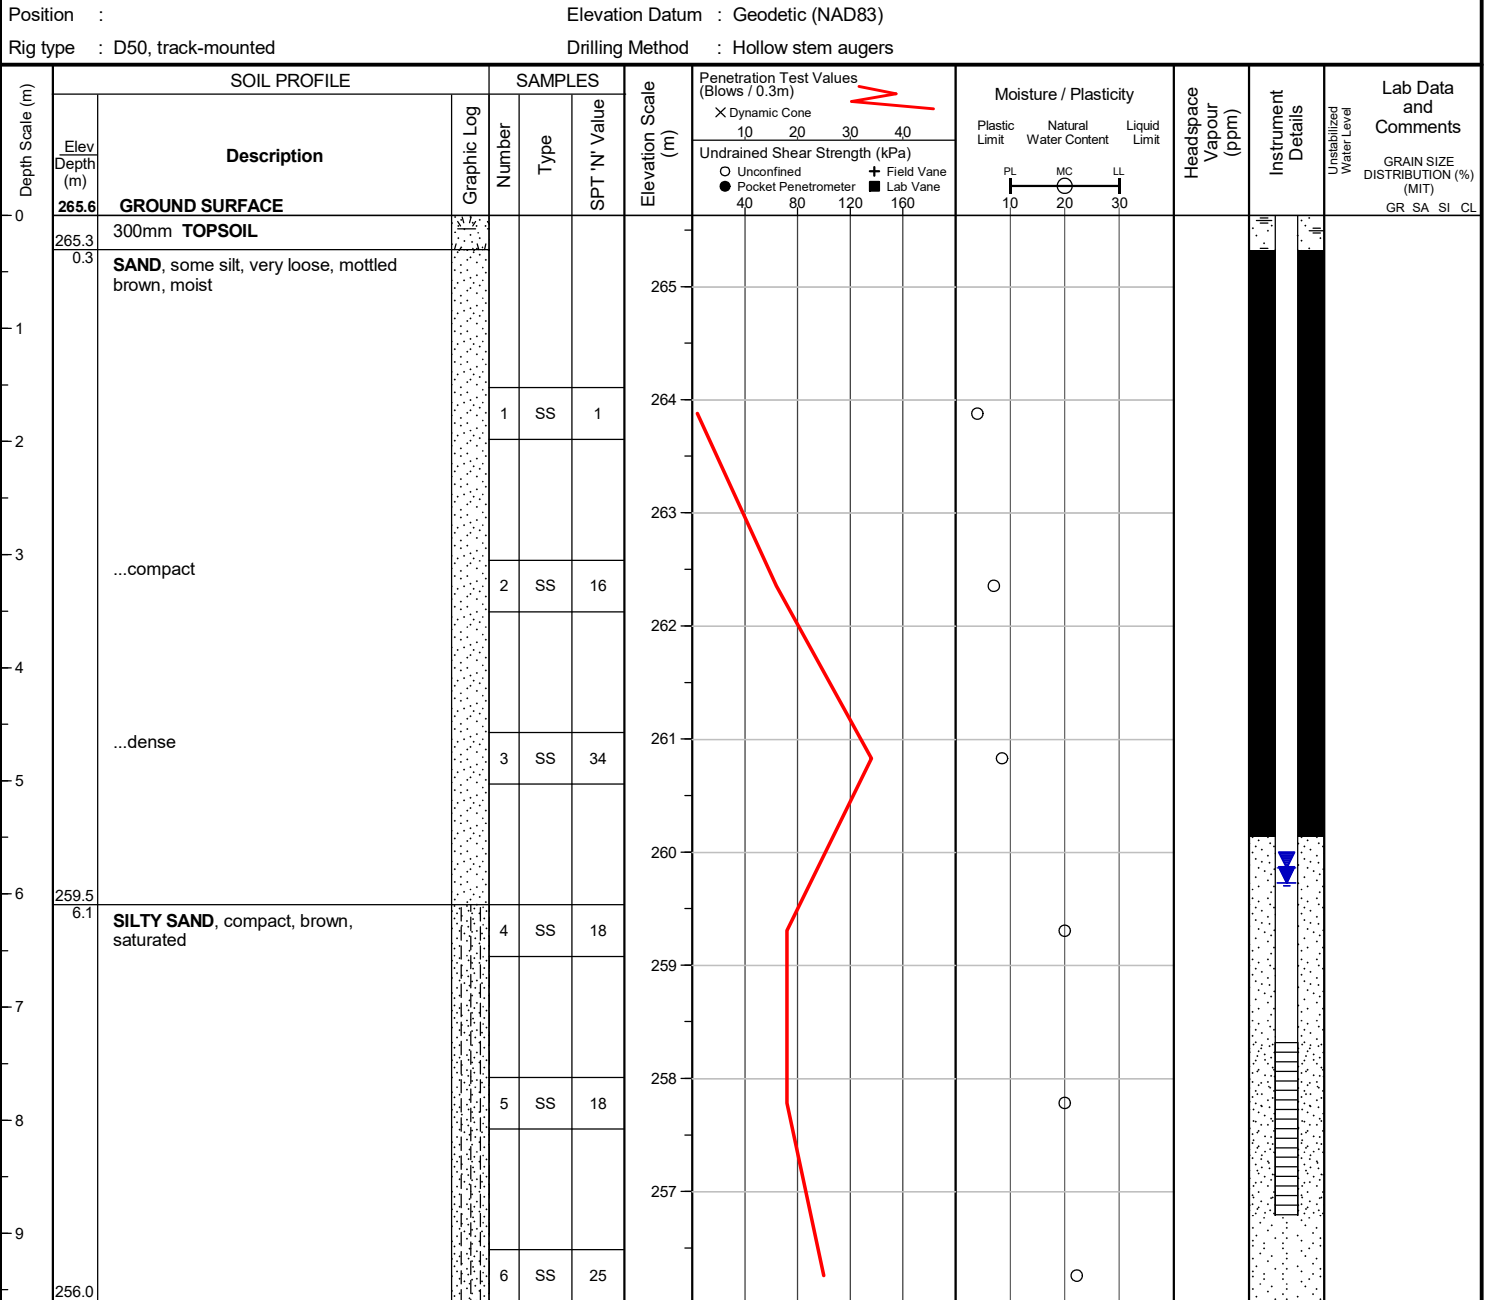 Position :
Elevation Datum : Geodetic (NAD83)
Rig type : D50, track-mounted
Drilling Method : Hollow stem augers
Depth Scale (m)
SOIL PROFILE
Elev
Depth
(m)
Description
Graphic Log
265.6 GROUND SURFACE
SAMPLES
Number
Type
SPT 'N' Value
Elevation Scale
(m)
Penetration Test Values
(Blows / 0.3m)
Dynamic Cone
10 20 30 40
Undrained Shear Strength (kPa)
Unconfined
Field Vane
Pocket Penetrometer
Lab Vane
40 80 120 160
Moisture / Plasticity
Plastic
Limit
Natural
Water Content
Liquid
Limit
PL MC LL
10 20 30
Headspace
Vapour
(ppm)
Instrument
Details
Unstabilized
Water Level
Lab Data
and
Comments
GRAIN SIZE
DISTRIBUTION (%)
(MIT)
GR SA SI CL
0
300mm TOPSOIL
265.3
0.3
SAND, some silt, very loose, mottled
brown, moist
265
1
264
1 SS 1
2
263
3
...compact
2 SS 16
262
4
261
...dense
3 SS 34
5
260
6
259.5
6.1
SILTY SAND, compact, brown,
saturated
4 SS 18
259
7
258
5 SS 18
8
257
9
6 SS 25
256.0